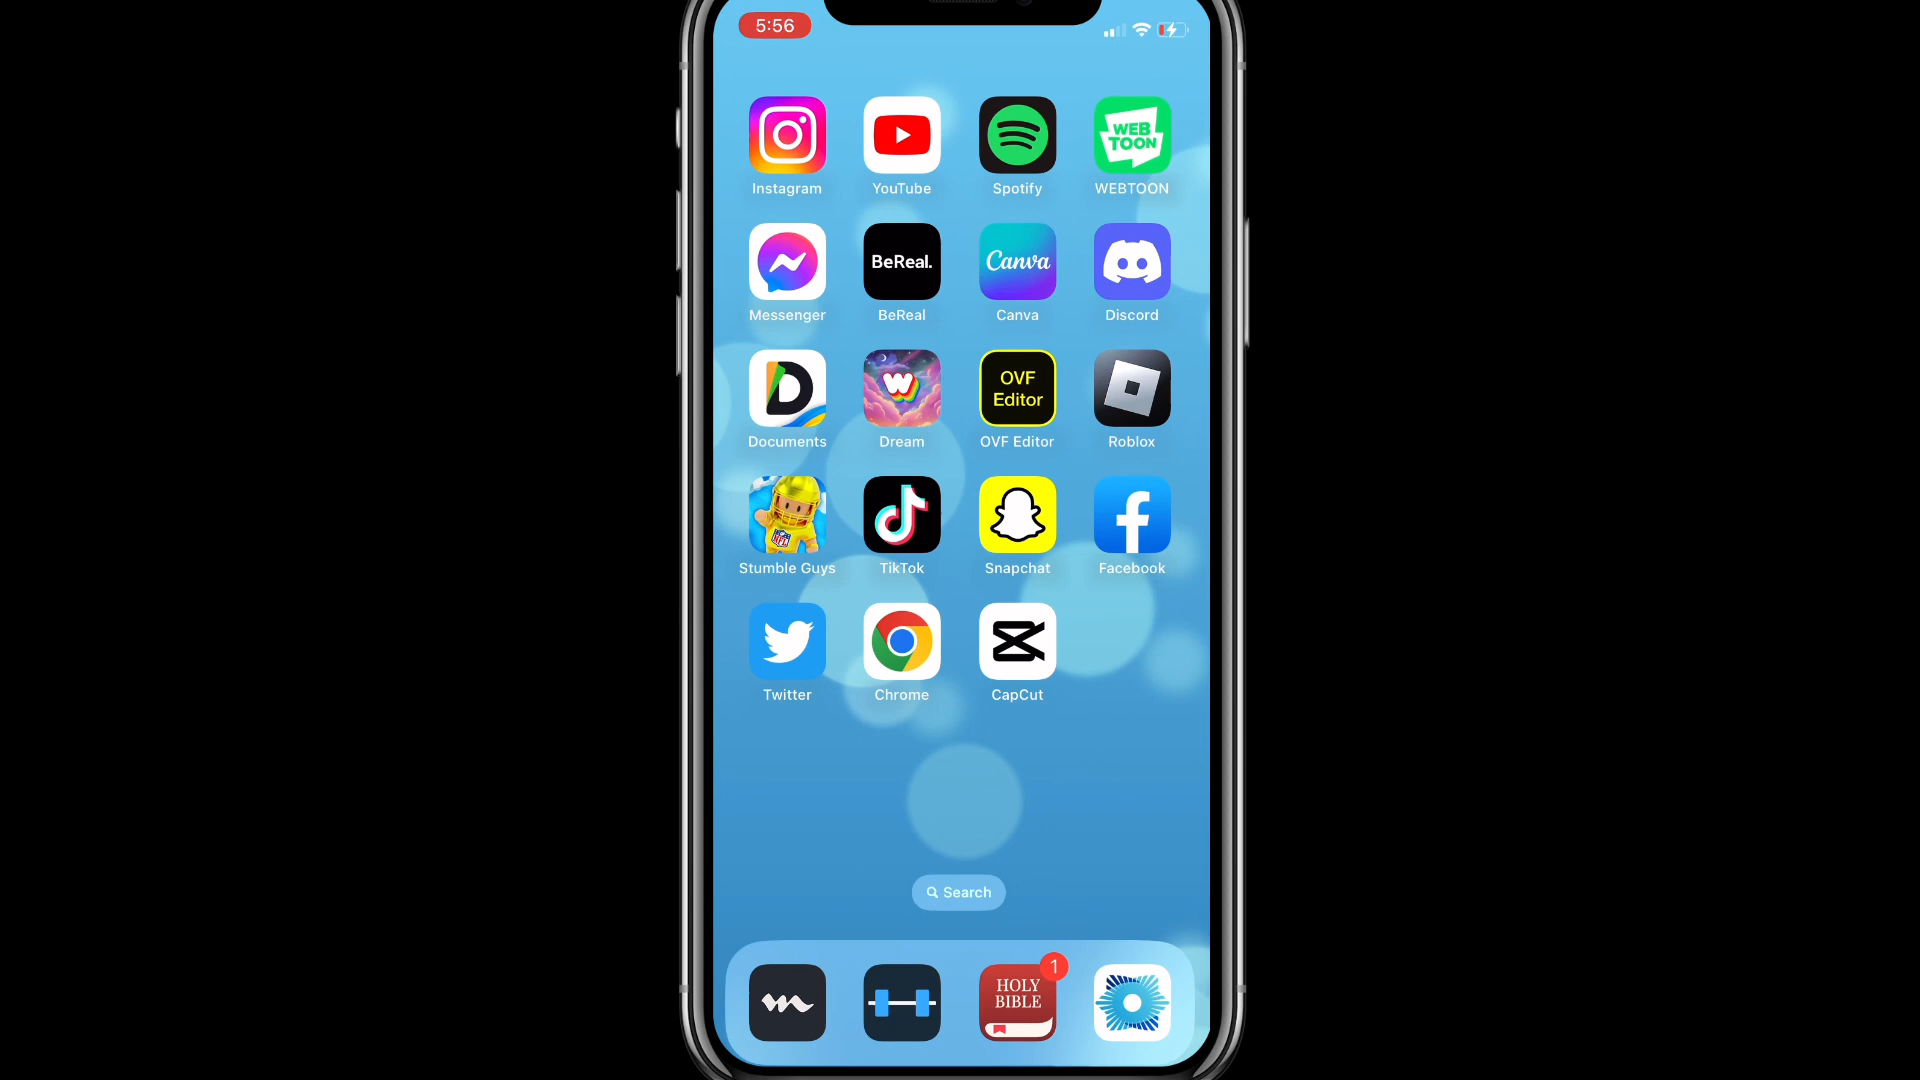 5:56
WEB
TOON
Instagram
YouTube
Spotify
WEBTOON
BeReal.
Canva
Messenger
BeReal
Canva
Discord
OVF
Editor
Documents
Dream
OVF Editor
Roblox
NFL
Stumble Guys
TikTok
Snapchat
Facebook
Twitter
Chrome
CapCut
Search
1
HOLY
BIBLE